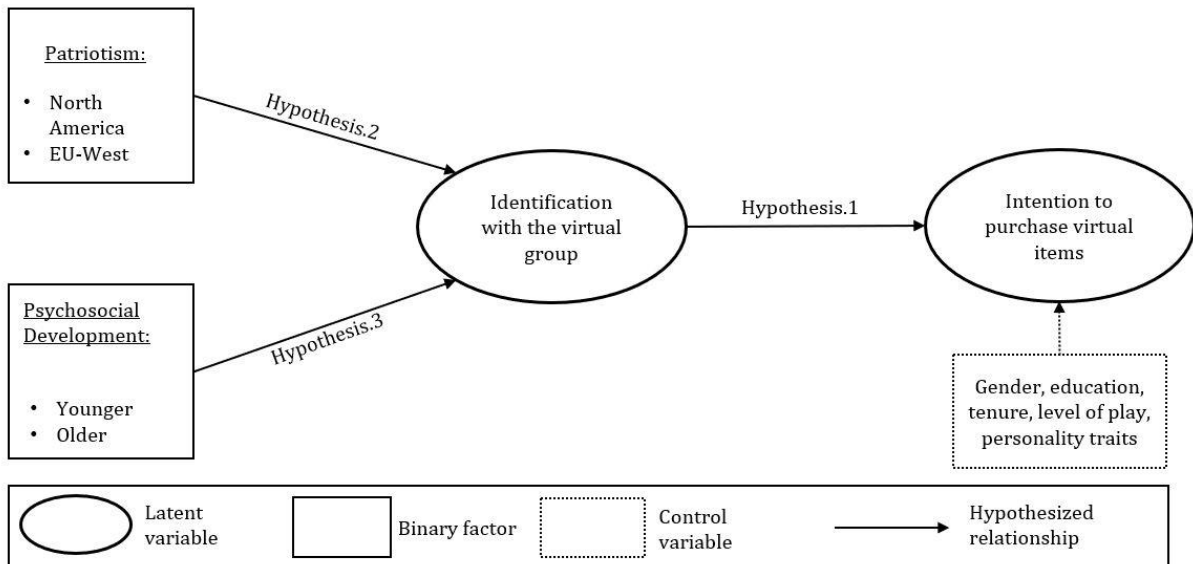 Patriotism:
• North
America
• EU-West
Hypothesis.2
Identification
with the virtual
group
Hypothesis.1
Intention to
purchase virtual
items
Psychosocial
Development:
• Younger
• Older
Hypothesis.3
Gender, education,
tenure, level of play,
personality traits
Latent
variable
Binary factor
Control
variable
Hypothesized
relationship